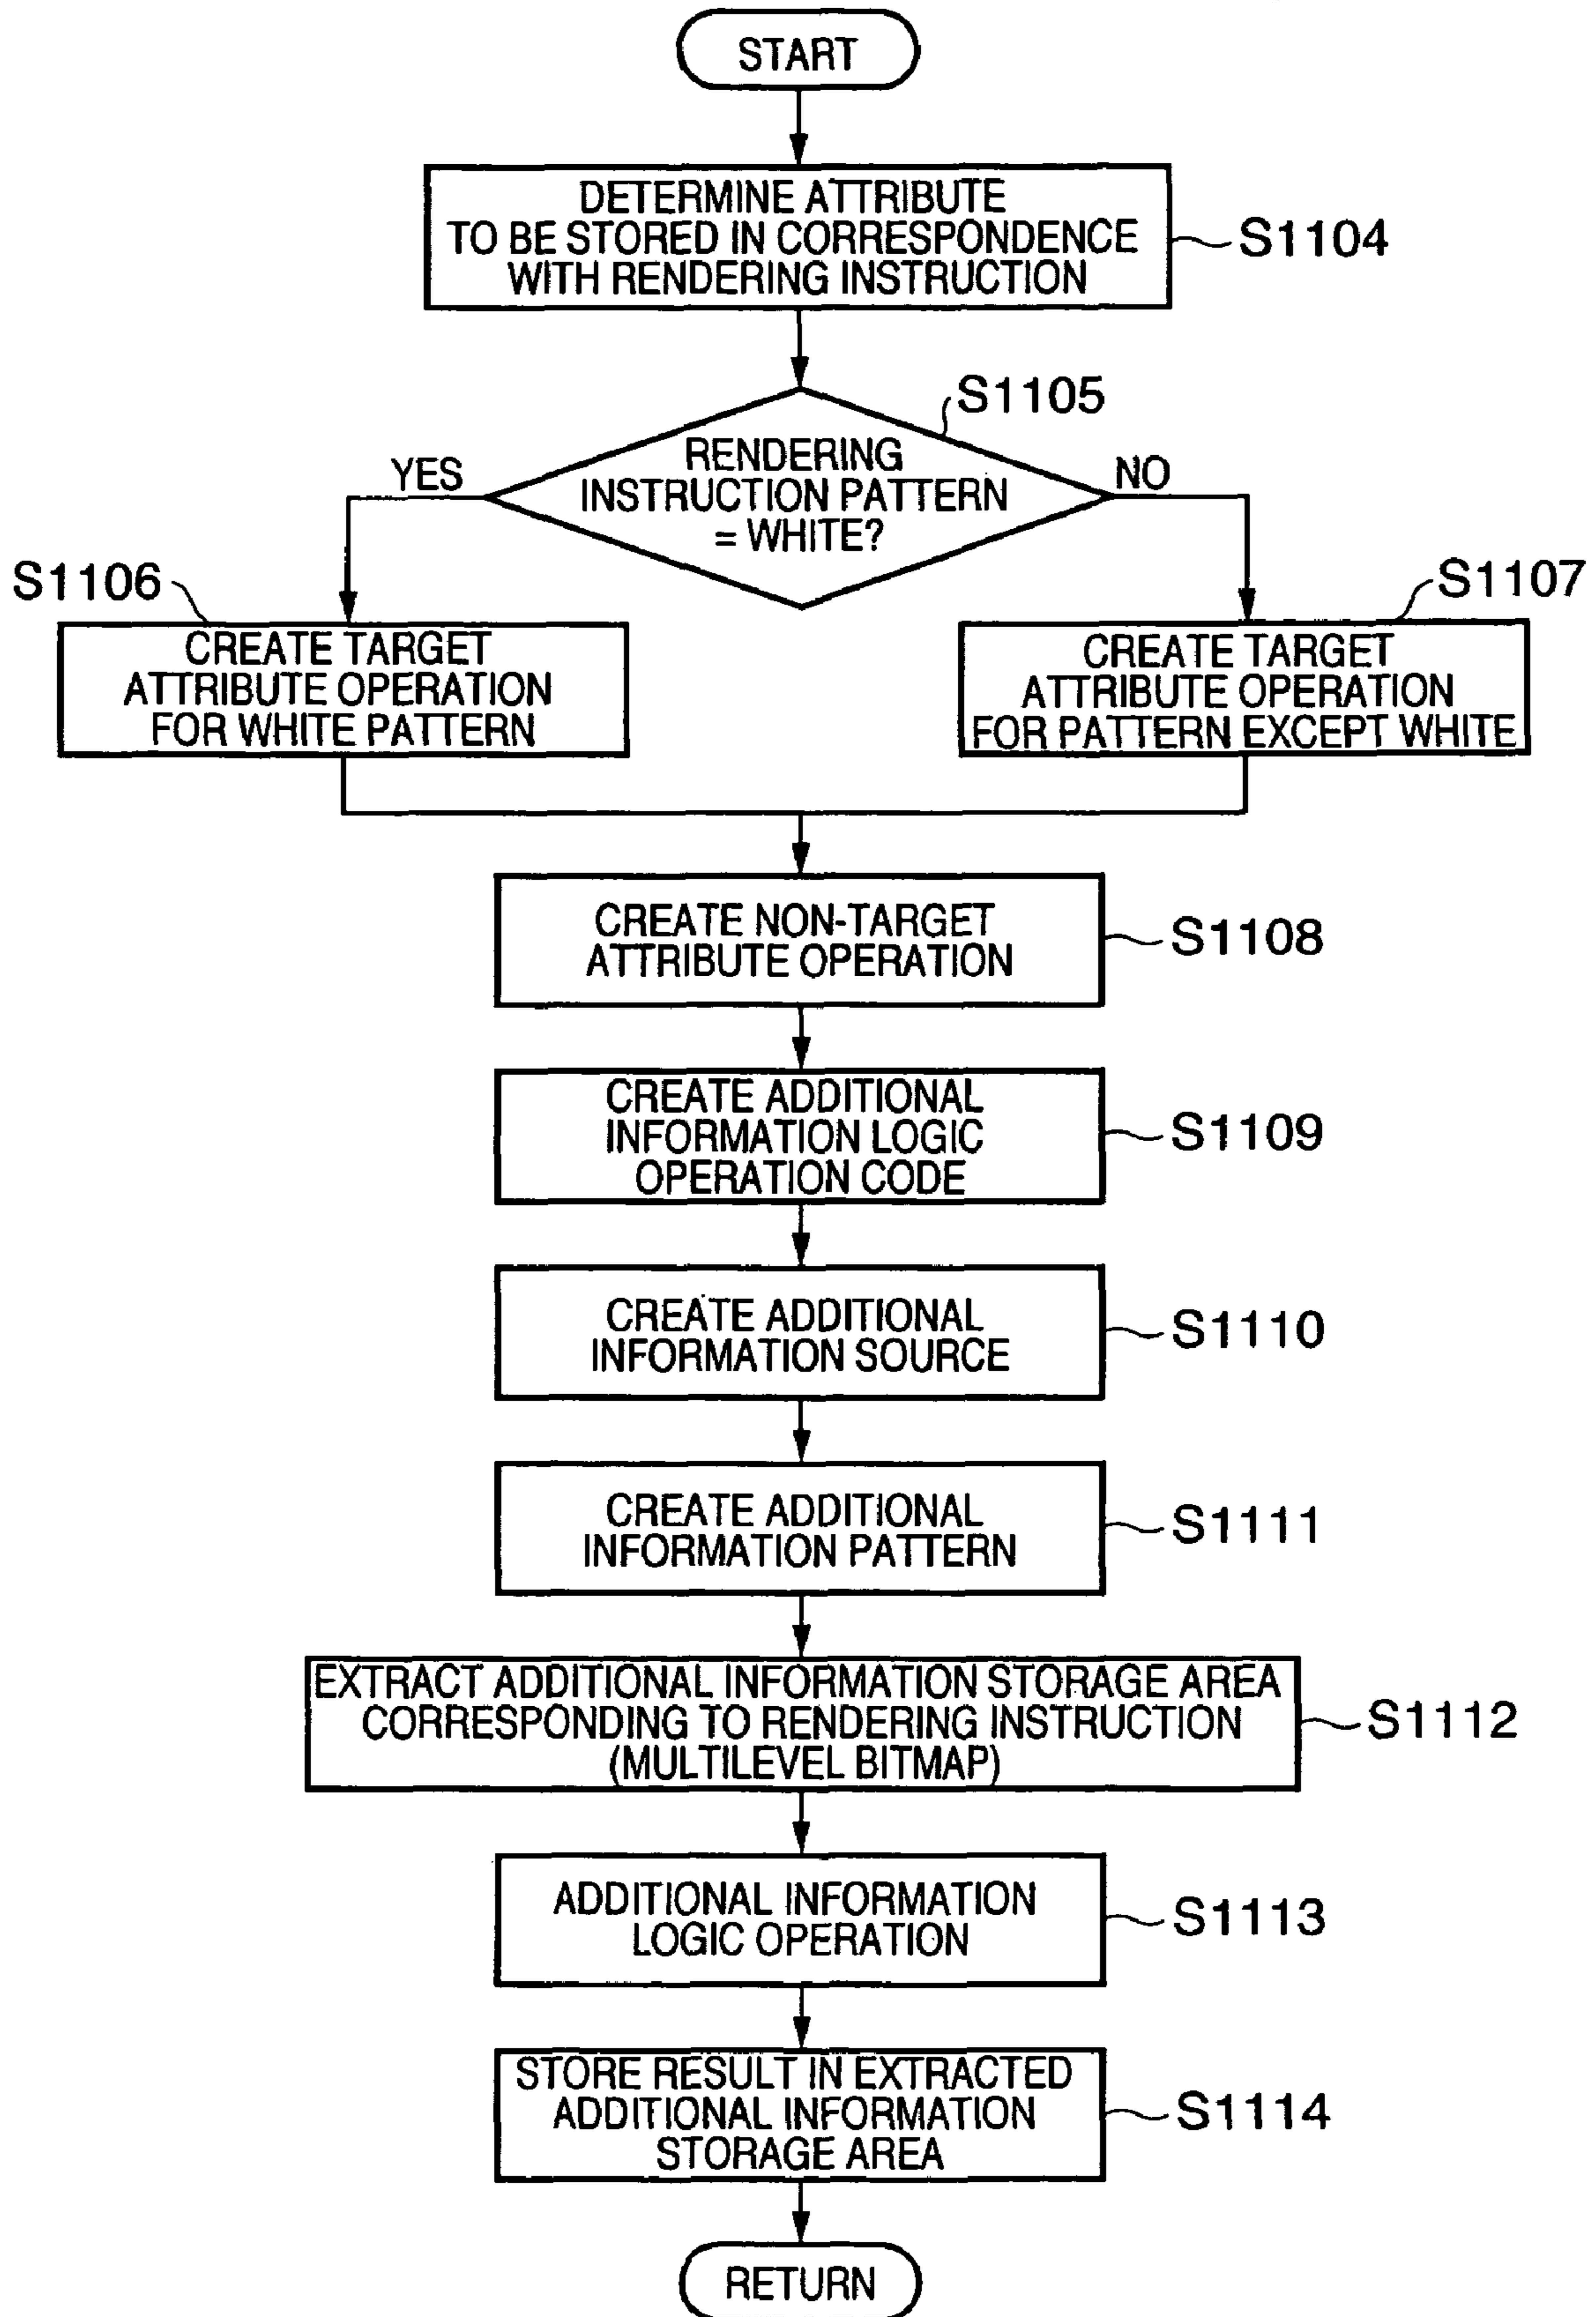 START
DETERMINE ATTRIBUTE
TO BE STORED IN CORRESPONDENCE
WITH RENDERING INSTRUCTION
S1104
S1105
RENDERING
INSTRUCTION PATTERN
= WHITE?
YES
NO
S1106
CREATE TARGET
ATTRIBUTE OPERATION
FOR WHITE PATTERN
S1107
CREATE TARGET
ATTRIBUTE OPERATION
FOR PATTERN EXCEPT WHITE
CREATE NON-TARGET
ATTRIBUTE OPERATION
S1108
CREATE ADDITIONAL
INFORMATION LOGIC
OPERATION CODE
S1109
CREATE ADDITIONAL
INFORMATION SOURCE
S1110
CREATE ADDITIONAL
INFORMATION PATTERN
S1111
EXTRACT ADDITIONAL INFORMATION STORAGE AREA
CORRESPONDING TO RENDERING INSTRUCTION
(MULTILEVEL BITMAP)
S1112
ADDITIONAL INFORMATION
LOGIC OPERATION
S1113
STORE RESULT IN EXTRACTED
ADDITIONAL INFORMATION
STORAGE AREA
S1114
RETURN